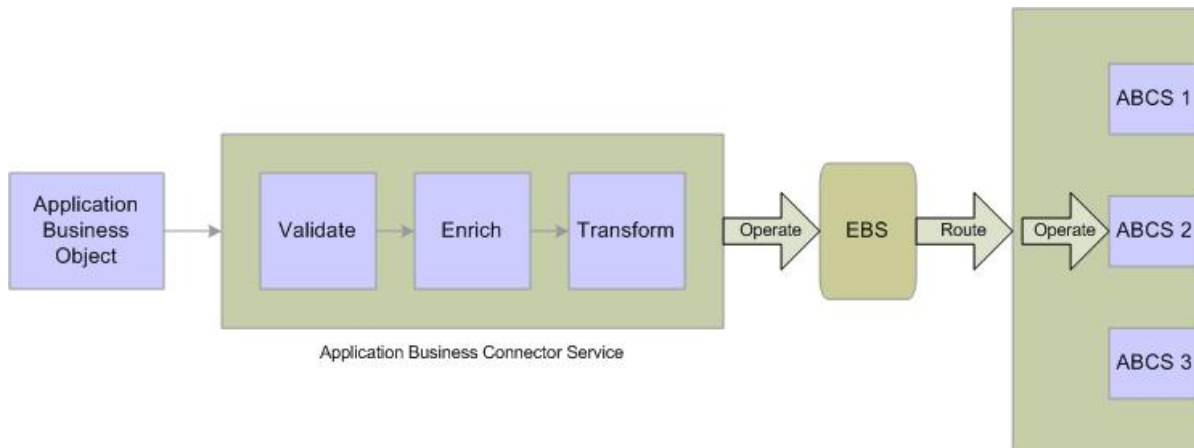 Application
Business
Object
Validate
Enrich
Transform
Application Business Connector Service
Operate
EBS
Route
Operate
ABCS 1
ABCS 2
ABCS 3